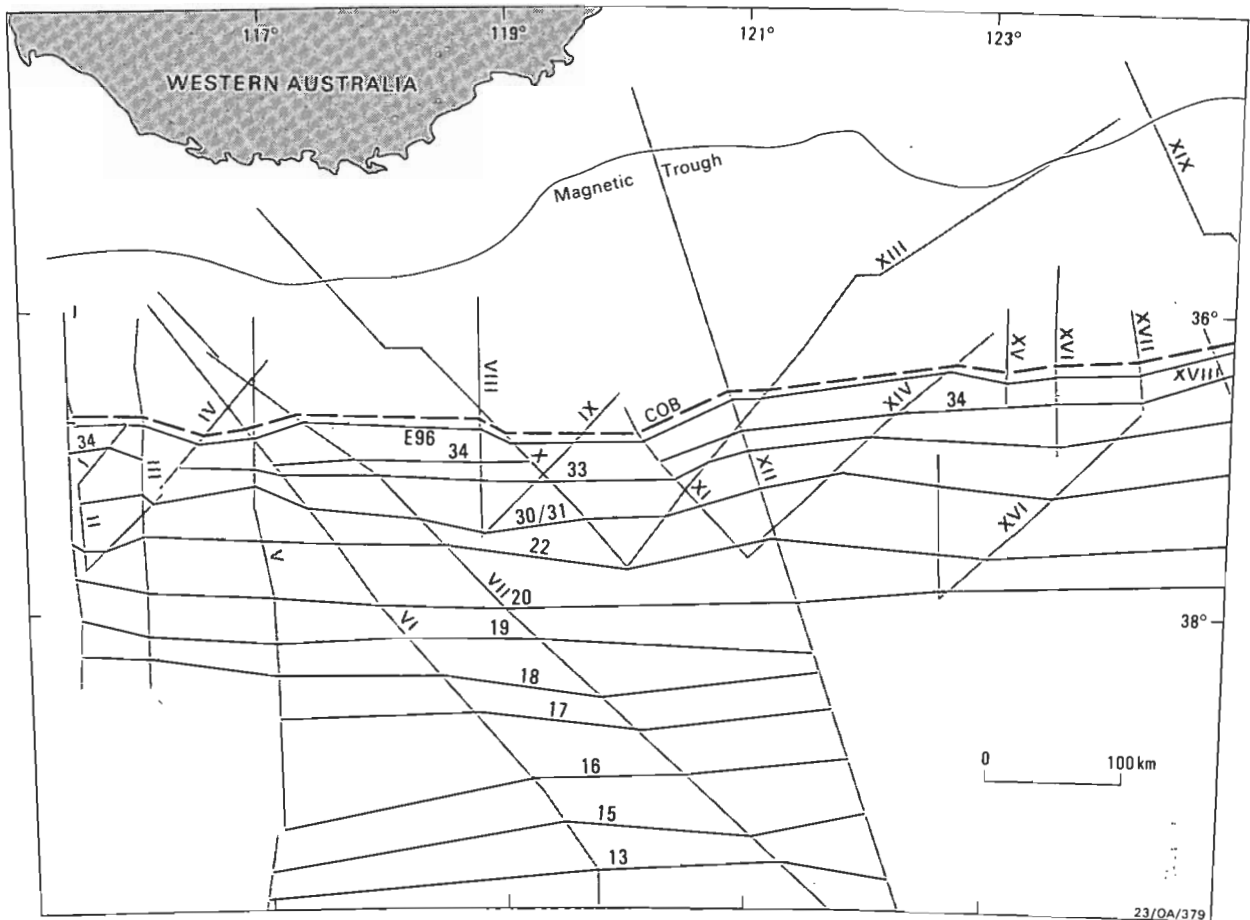 117°
119°
121°
123°
WESTERN AUSTRALIA
Magnetic Trough
XIX
XIII
I
36°
VIII
XV
XVI
XVII
XVIII
IV
IX
COB
XIV
E96
34
34
34
33
X
III
XII
XI
II
30/31
XVI
22
V
VII
20
VI
19
38°
18
17
16
0
100 km
15
13
23/OA/379